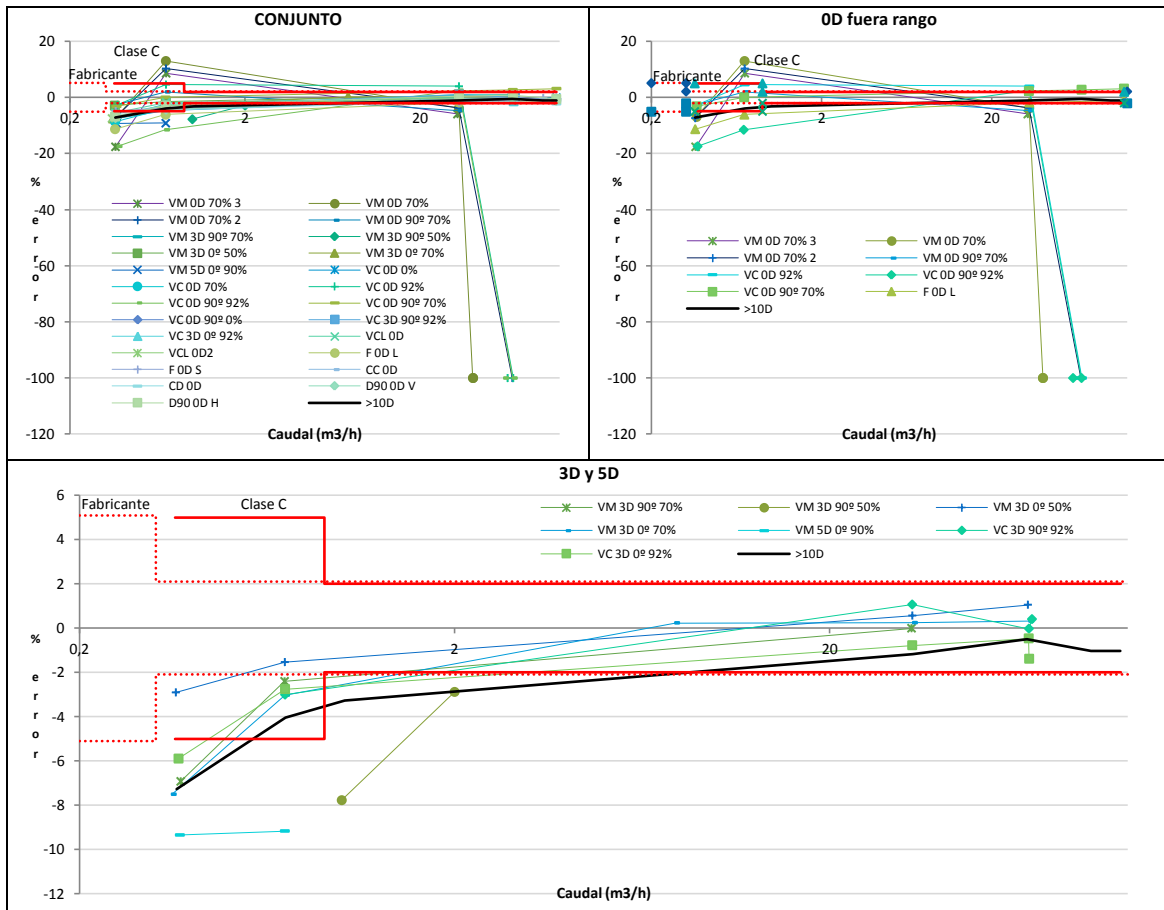 CONJUNTO
20
0
-20
-40
-60
-80
-100
-120
0,2
2
20
Clase C
Fabricante
% error
VM 0D 70% 3
VM 0D 70%
VM 0D 70% 2
VM 0D 90º 70%
VM 3D 90º 70%
VM 3D 90º 50%
VM 3D 0º 50%
VM 3D 0º 70%
VM 5D 0º 90%
VC 0D 0%
VC 0D 70%
VC 0D 92%
VC 0D 90º 92%
VC 0D 90º 70%
VC 0D 90º 0%
VC 3D 90º 92%
VC 3D 0º 92%
VCL 0D
VCL 0D2
F 0D L
F 0D S
CC 0D
CD 0D
D90 0D V
D90 0D H
>10D
Caudal (m3/h)
0D fuera rango
20
0
-20
-40
-60
-80
-100
-120
0,2
2
20
Clase C
Fabricante
% error
VM 0D 70% 3
VM 0D 70%
VM 0D 70% 2
VM 0D 90º 70%
VC 0D 92%
VC 0D 90º 92%
VC 0D 90º 70%
F 0D L
>10D
Caudal (m3/h)
3D y 5D
6
4
2
0
-2
-4
-6
-8
-10
-12
0,2
2
20
Fabricante
Clase C
% error
VM 3D 90º 70%
VM 3D 90º 50%
VM 3D 0º 50%
VM 3D 0º 70%
VM 5D 0º 90%
VC 3D 90º 92%
VC 3D 0º 92%
>10D
Caudal (m3/h)